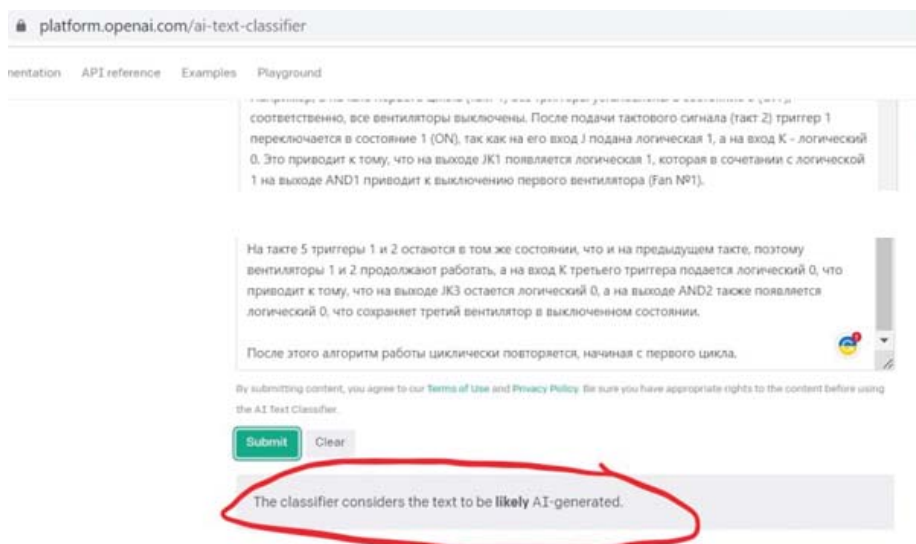 platform.openai.com/ai-text-classifier
mentation API reference Examples Playground
соответственно, все вентиляторы выключены. После подачи тактового сигнала (такт 2) триггер 1
переключается в состояние 1 (ON), так как на его вход J подана логическая 1, а на вход K - логический
0. Это приводит к тому, что на выходе JK1 появляется логическая 1, которая в сочетании с логической
1 на выходе AND1 приводит к выключению первого вентилятора (Fan №1).
На такте 5 триггеры 1 и 2 остаются в том же состоянии, что и на предыдущем такте, поэтому
вентиляторы 1 и 2 продолжают работать, а на вход K третьего триггера подается логический 0, что
приводит к тому, что на выходе JK3 остается логический 0, а на выходе AND2 также появляется
логический 0, что сохраняет третий вентилятор в выключенном состоянии.
После этого алгоритм работы циклически повторяется, начиная с первого цикла.
By submitting content, you agree to our Terms of Use and Privacy Policy. Be sure you have appropriate rights to the content before using
the AI Text Classifier.
Submit Clear
The classifier considers the text to be likely AI-generated.